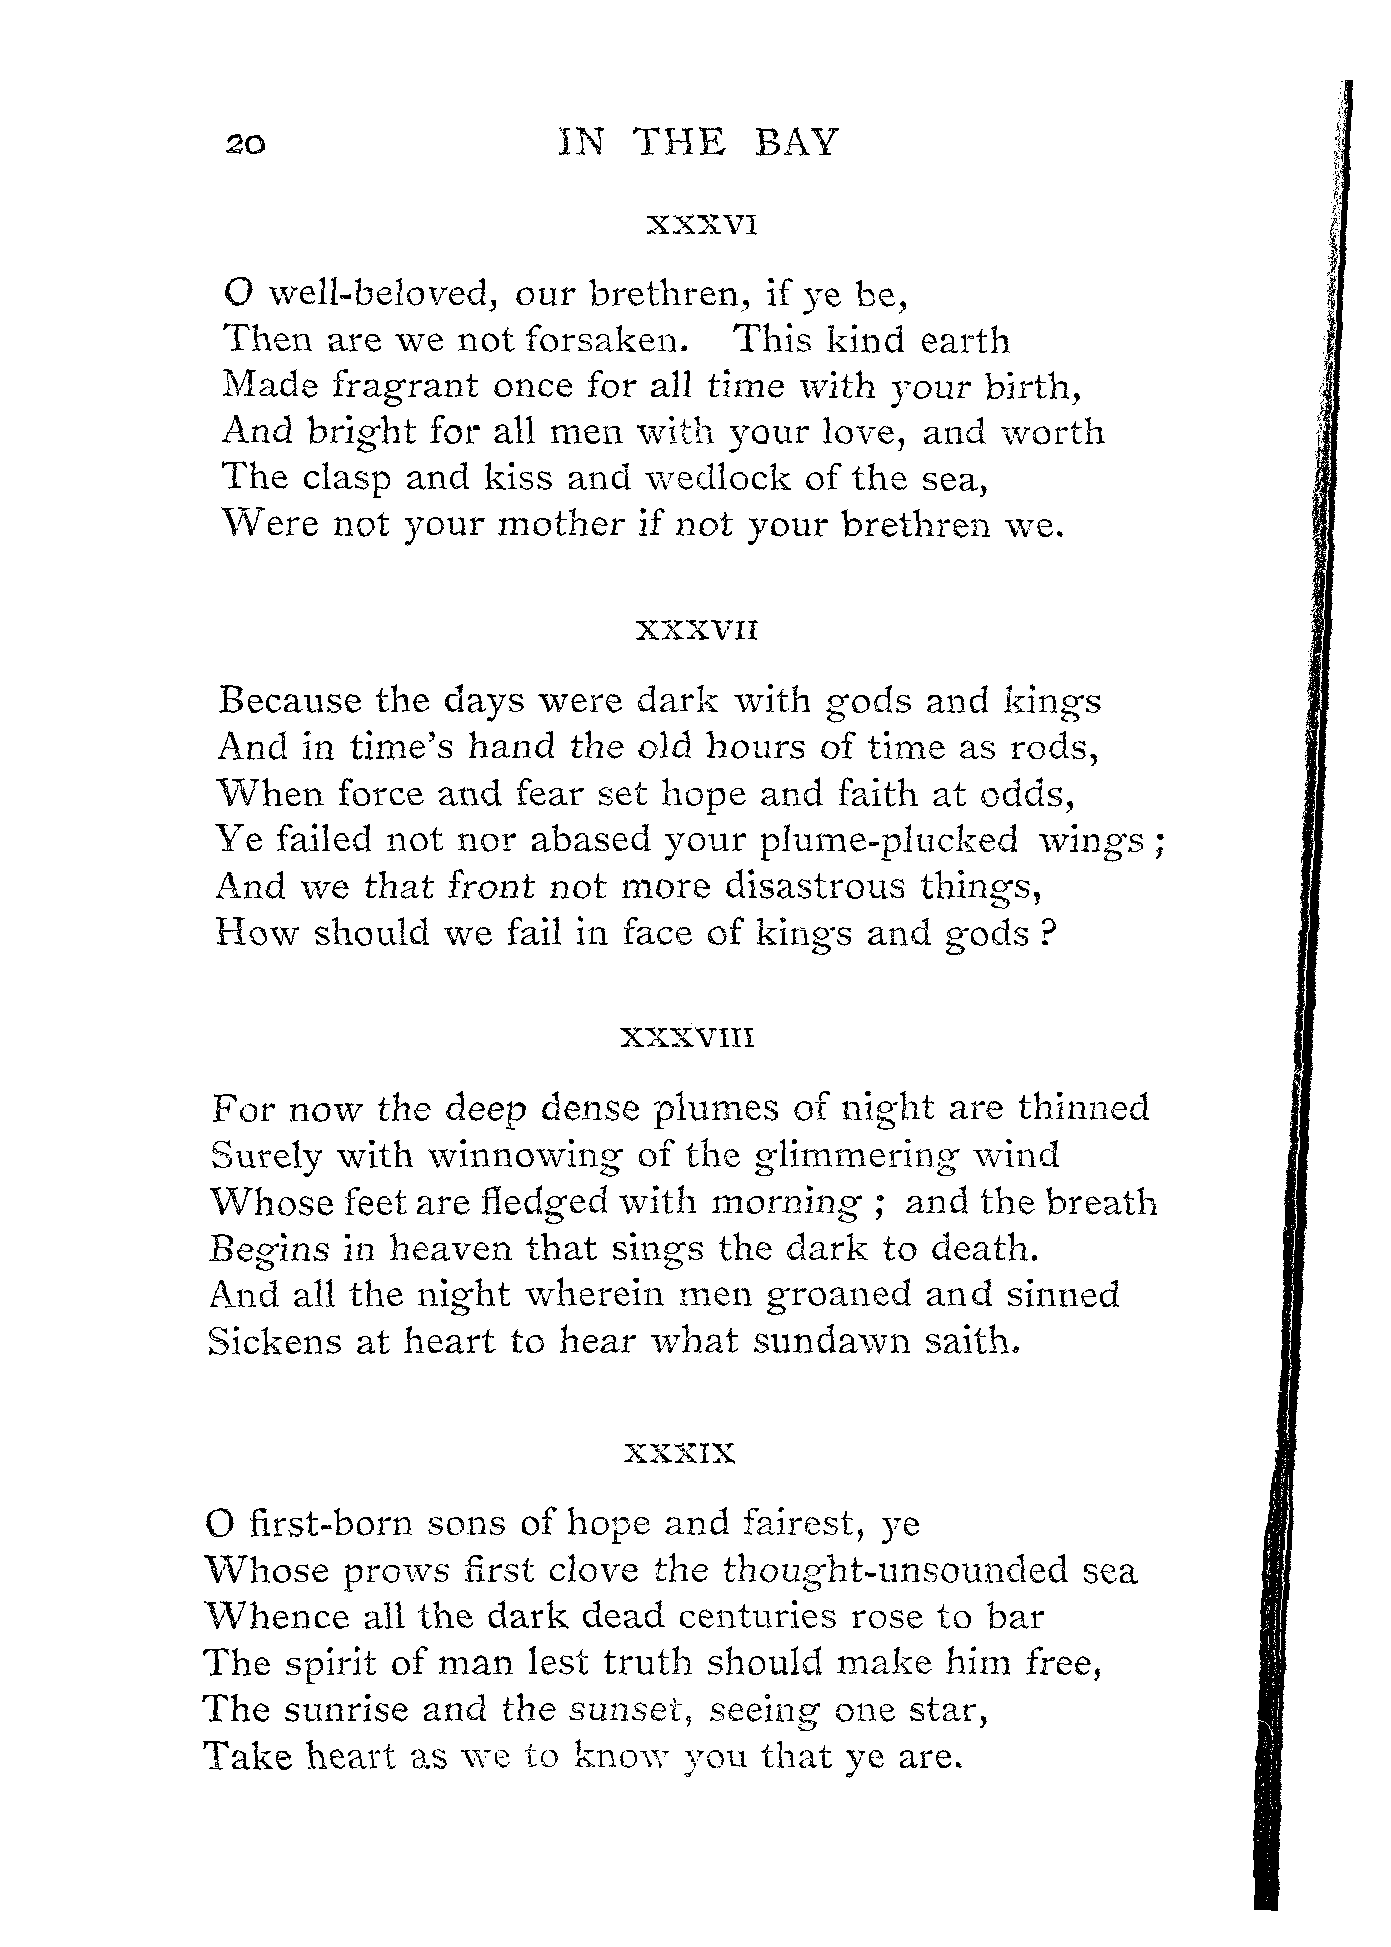 20 IN THE BAY
XXXVI
O well-beloved, our brethren, if ye be,
Then are we not forsaken. This kind earth
Made fragrant once for all time with your birth,
And bright for all men with your love, and worth
The clasp and kiss and wedlock of the sea,
Were not your mother if not your brethren we.
XXXVII
Because the days were dark with gods and kings
And in time's hand the old hours of time as rods,
When force and fear set hope and faith at odds,
Ye failed not nor abased your plume-plucked wings ;
And we that front not more disastrous things,
How should we fail in face of kings and gods ?
XXXVIII
For now the deep dense plumes of night are thinned
Surely with winnowing of the glimmering wind
Whose feet are fledged with morning ; and the breath
Begins in heaven that sings the dark to death.
And all the night wherein men groaned and sinned
Sickens at heart to hear what sundawn saith.
XXXIX
O first-born sons of hope and fairest, ye
Whose prows first clove the thought-unsounded sea
Whence all the dark dead centuries rose to bar
The spirit of man lest truth should make him free,
The sunrise and the sunset, seeing one star,
Take heart as we to know you that ye are.